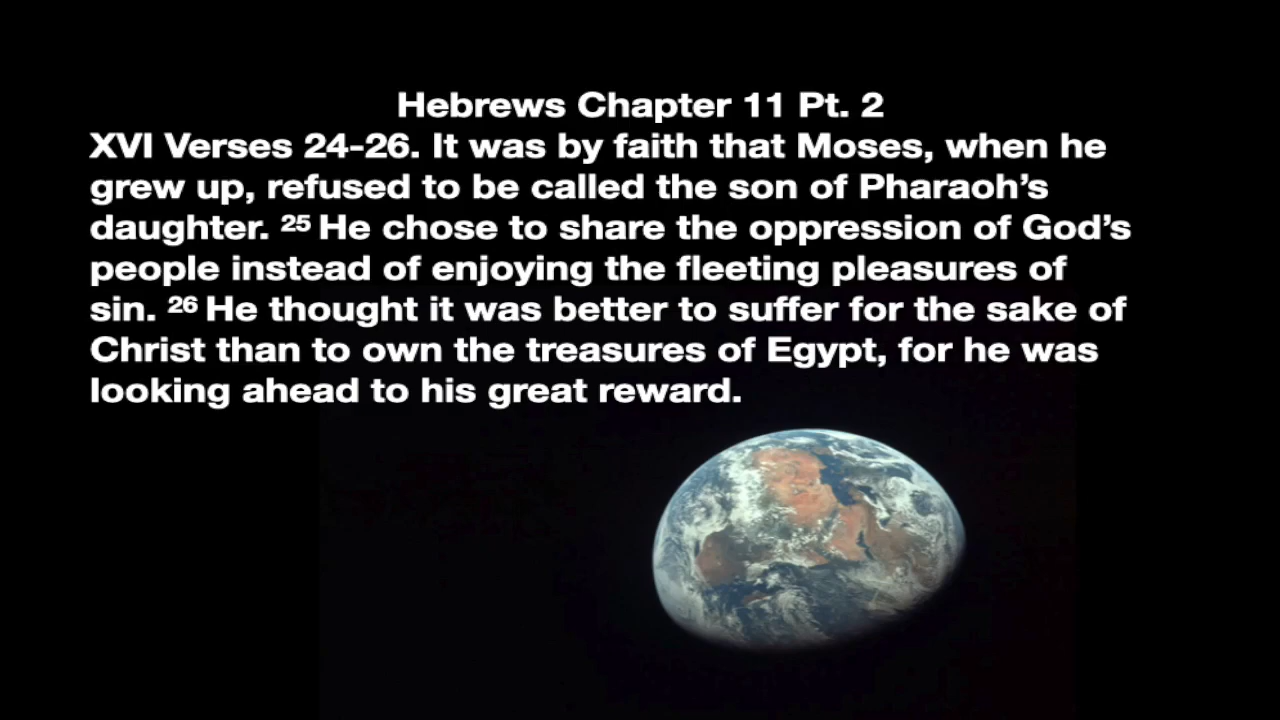 Hebrews Chapter 11 Pt. 2
XVI Verses 24-26. It was by faith that Moses, when he
grew up, refused to be called the son of Pharaoh’s
daughter. ²⁵ He chose to share the oppression of God’s
people instead of enjoying the fleeting pleasures of
sin. ²⁶ He thought it was better to suffer for the sake of
Christ than to own the treasures of Egypt, for he was
looking ahead to his great reward.